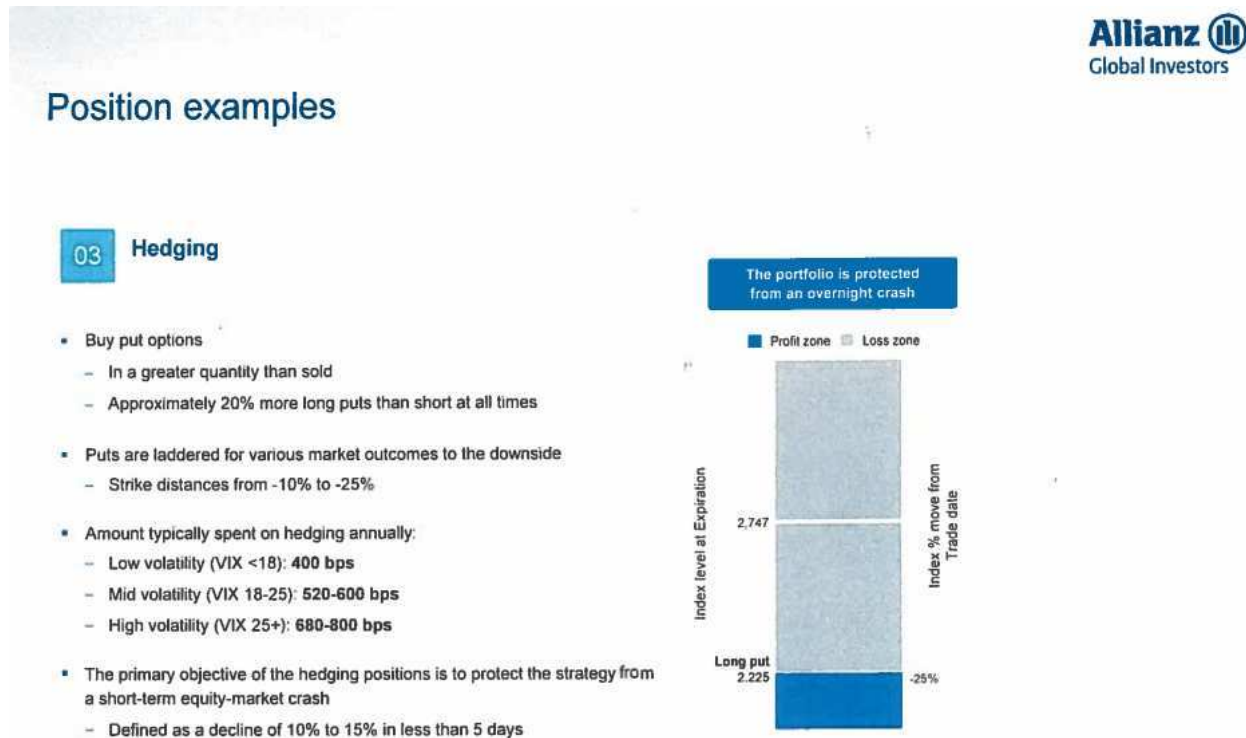 Allianz
Global Investors
Position examples
03 Hedging
▪ Buy put options
– In a greater quantity than sold
– Approximately 20% more long puts than short at all times
▪ Puts are laddered for various market outcomes to the downside
– Strike distances from -10% to -25%
▪ Amount typically spent on hedging annually:
– Low volatility (VIX <18): 400 bps
– Mid volatility (VIX 18-25): 520-600 bps
– High volatility (VIX 25+): 680-800 bps
▪ The primary objective of the hedging positions is to protect the strategy from
a short-term equity-market crash
– Defined as a decline of 10% to 15% in less than 5 days
The portfolio is protected
from an overnight crash
Profit zone Loss zone
Index level at Expiration
2,747
Long put
2.225
-25%
Index % move from
Trade date